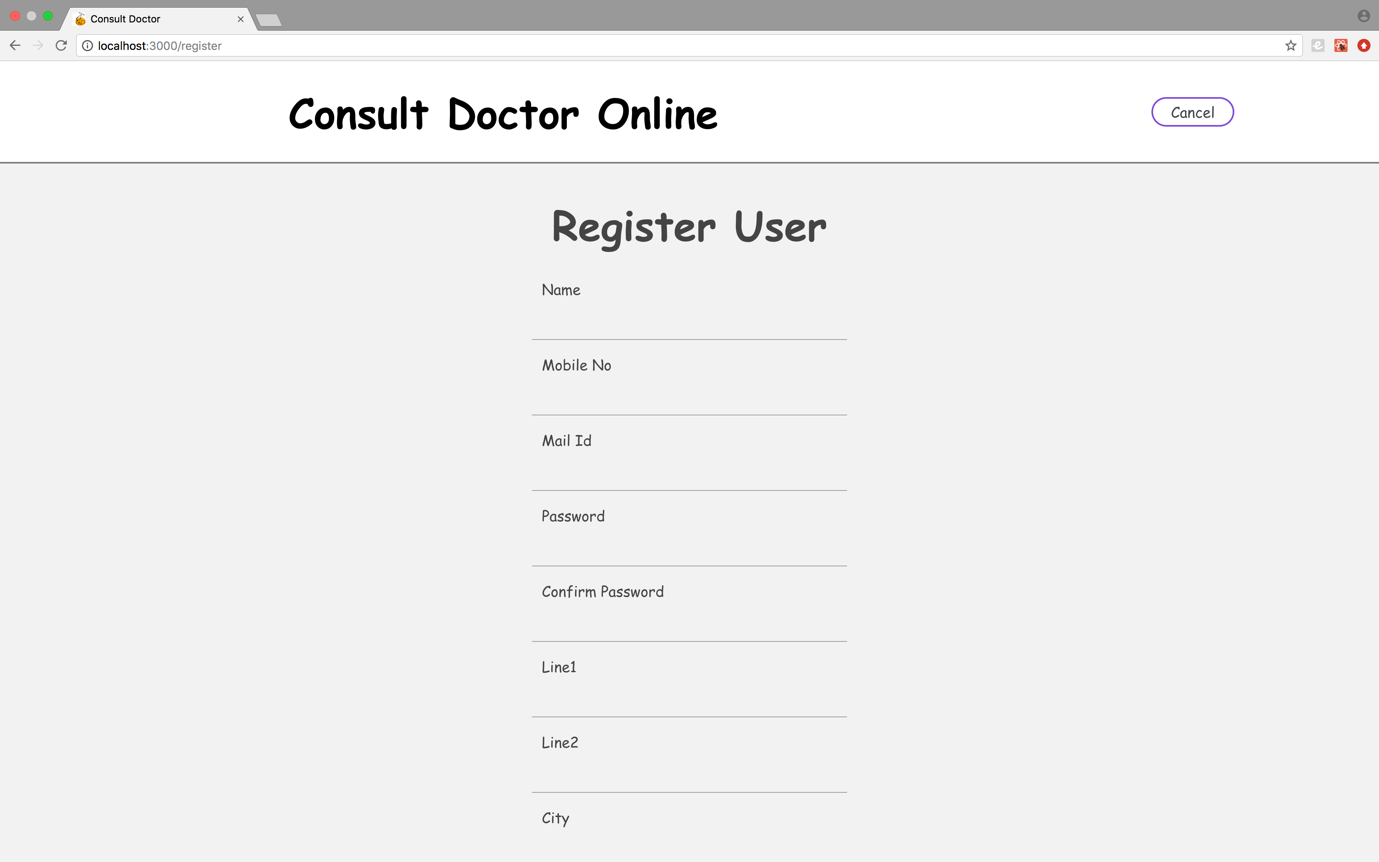 Consult Doctor
localhost:3000/register
Consult Doctor Online
Cancel
Register User
Name
Mobile No
Mail Id
Password
Confirm Password
Line1
Line2
City